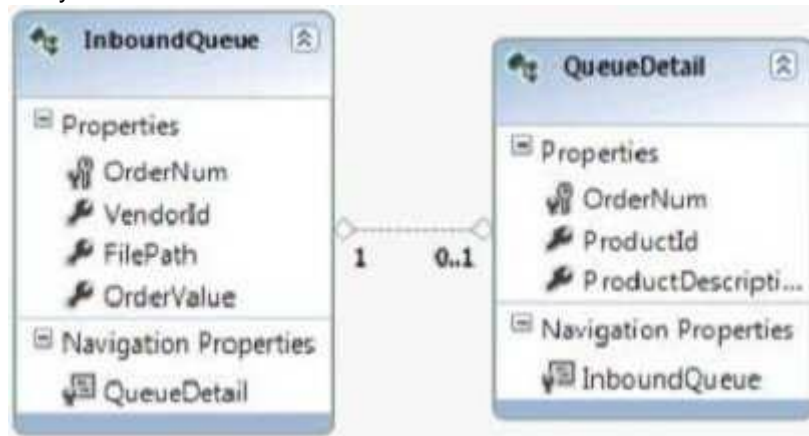 InboundQueue
Properties
OrderNum
VendorId
FilePath
OrderValue
Navigation Properties
QueueDetail
1
0..1
QueueDetail
Properties
OrderNum
ProductId
ProductDescripti...
Navigation Properties
InboundQueue